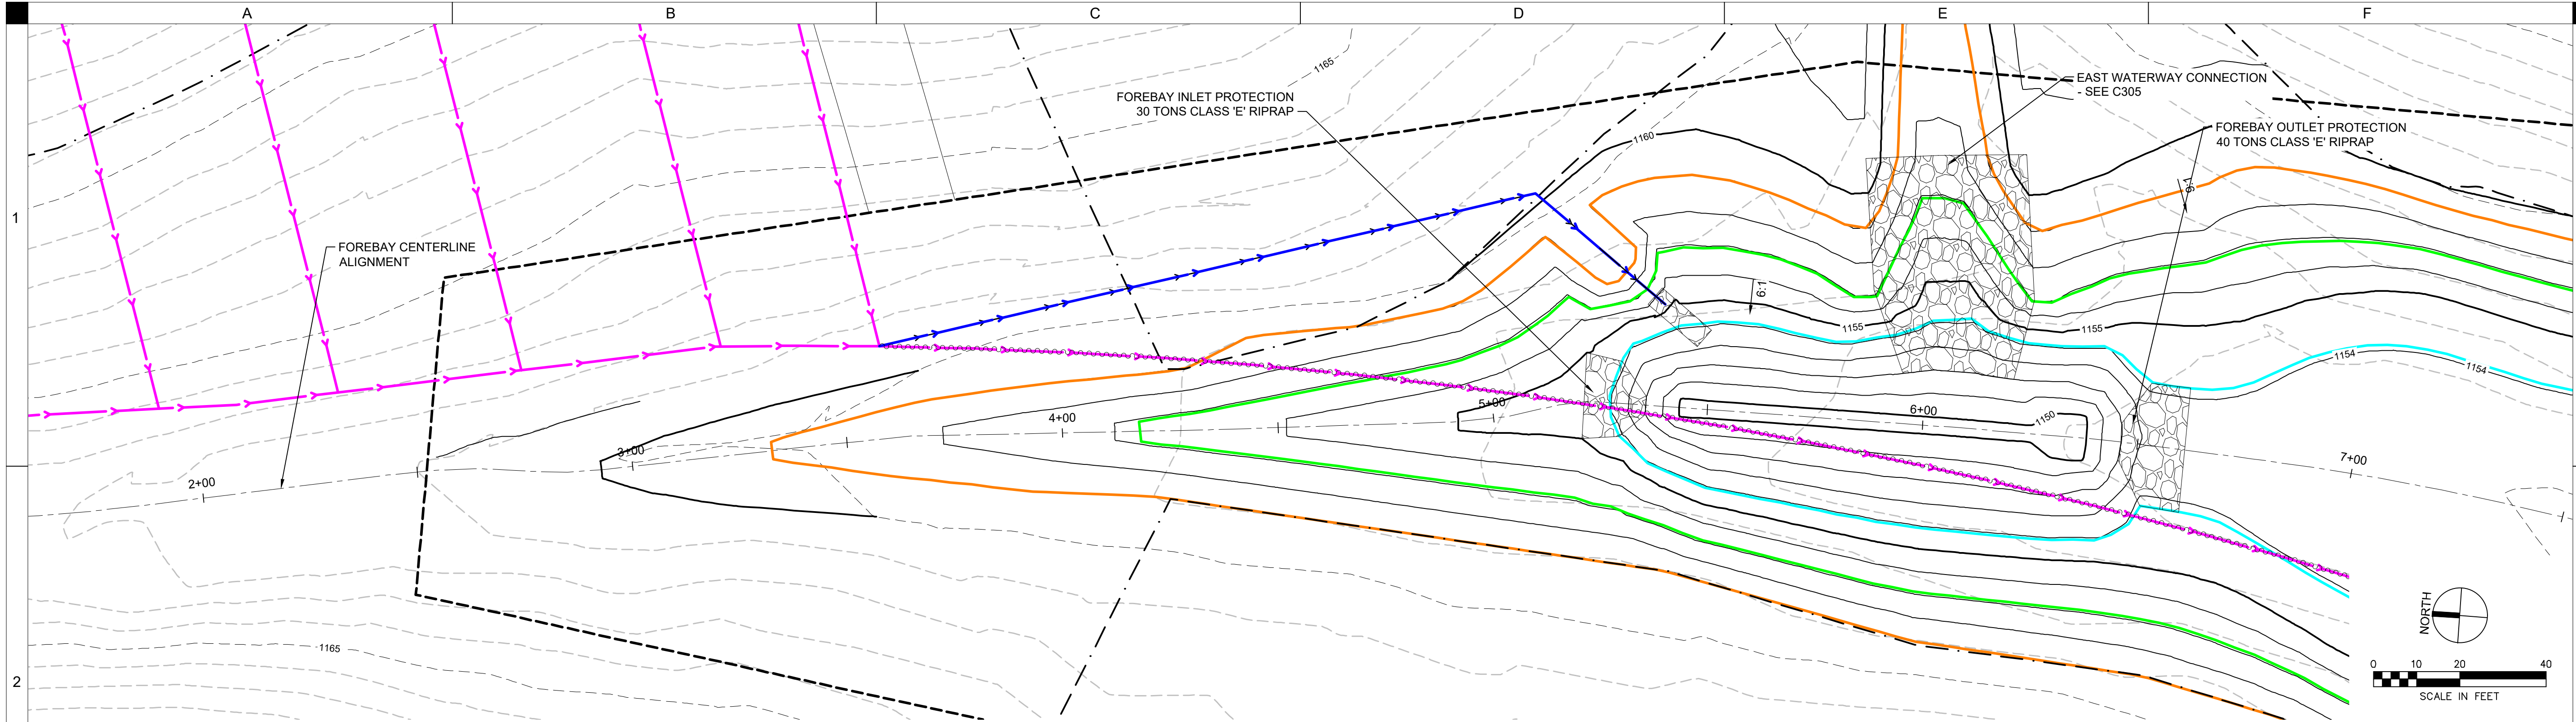 A
B
C
D
E
F
1
2
1165
FOREBAY INLET PROTECTION
30 TONS CLASS 'E' RIPRAP
EAST WATERWAY CONNECTION
- SEE C305
FOREBAY OUTLET PROTECTION
40 TONS CLASS 'E' RIPRAP
1160
6:1
FOREBAY CENTERLINE
ALIGNMENT
6:1
1155
1155
1154
1154
1150
2+00
3+00
4+00
5+00
6+00
7+00
1165
NORTH
0 10 20 40
SCALE IN FEET